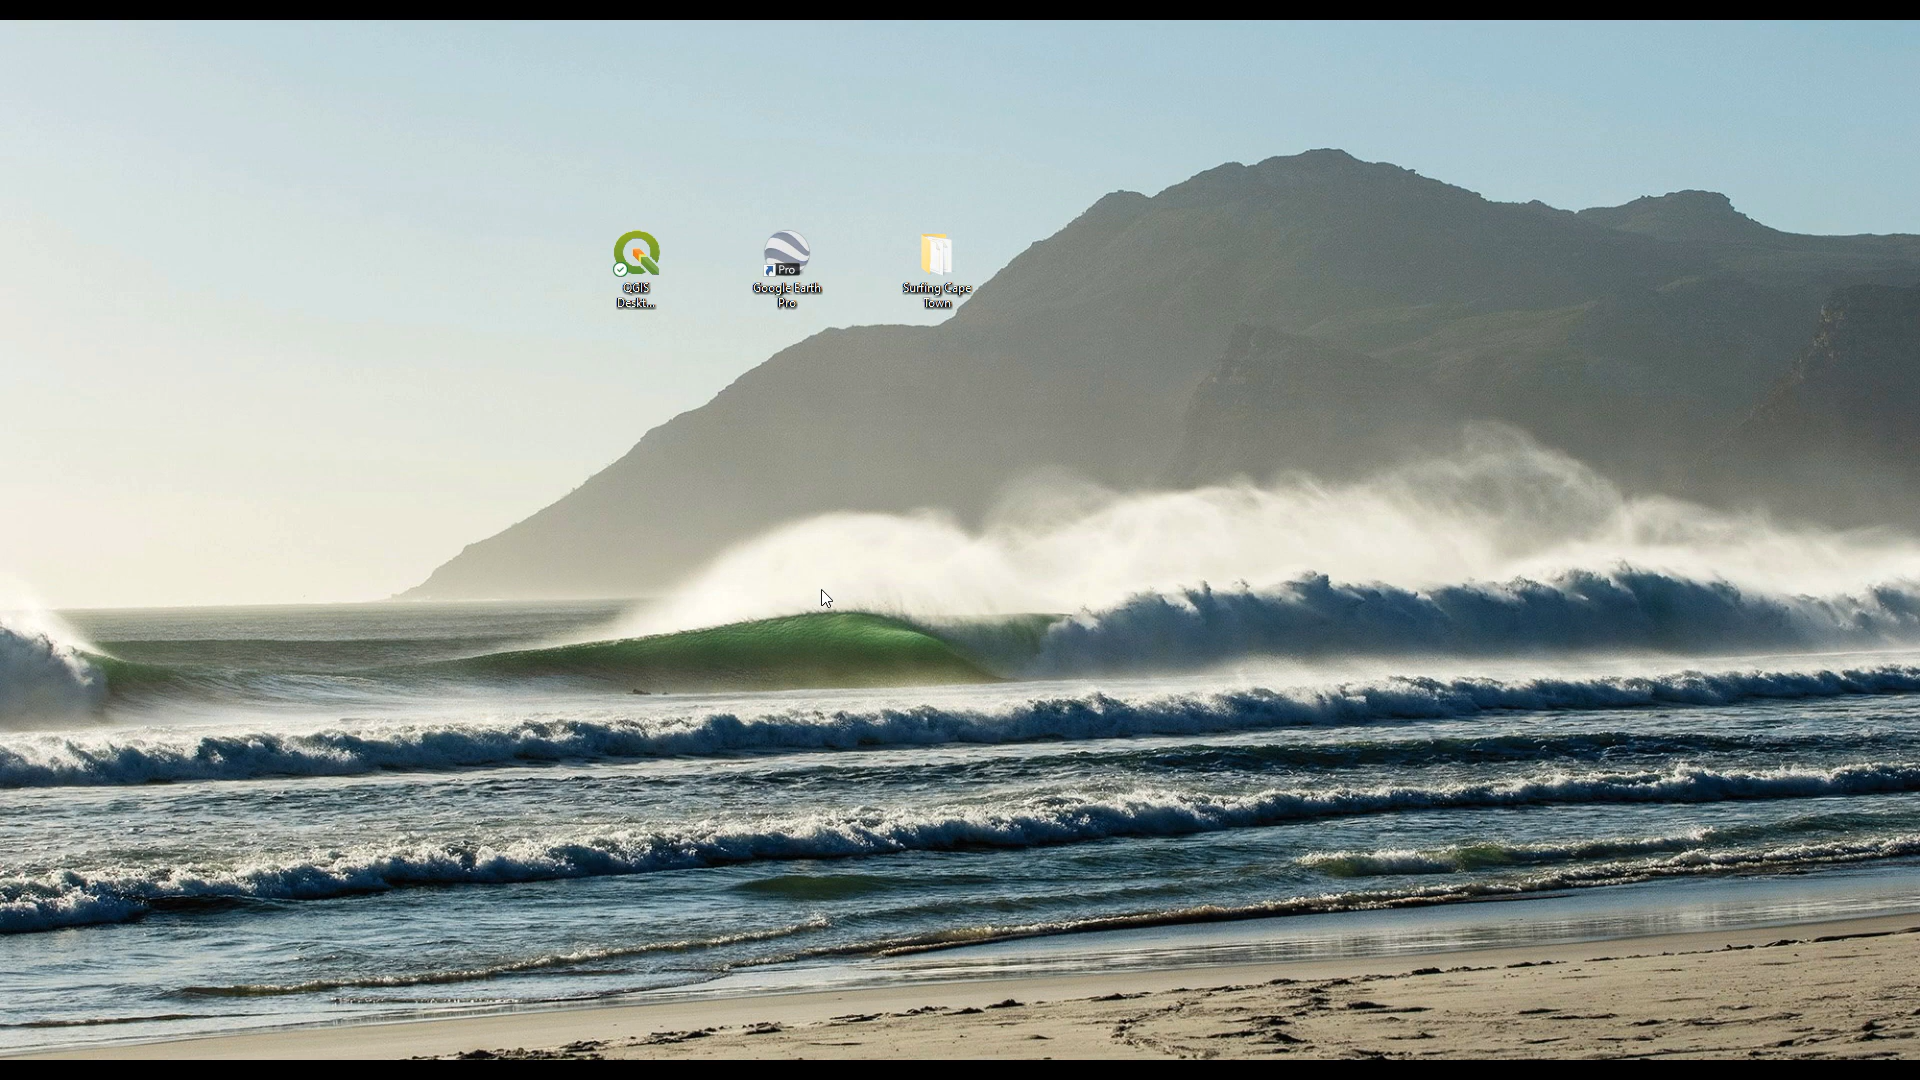 QGIS
Deskt...
Pro
Google Earth
Pro
Surfing Cape
Town